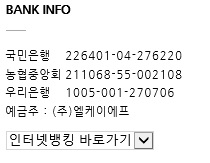 BANK INFO
국민은행 226401-04-276220
농협중앙회 211068-55-002108
우리은행 1005-001-270706
예금주 : (주)엘케이에프
인터넷뱅킹 바로가기